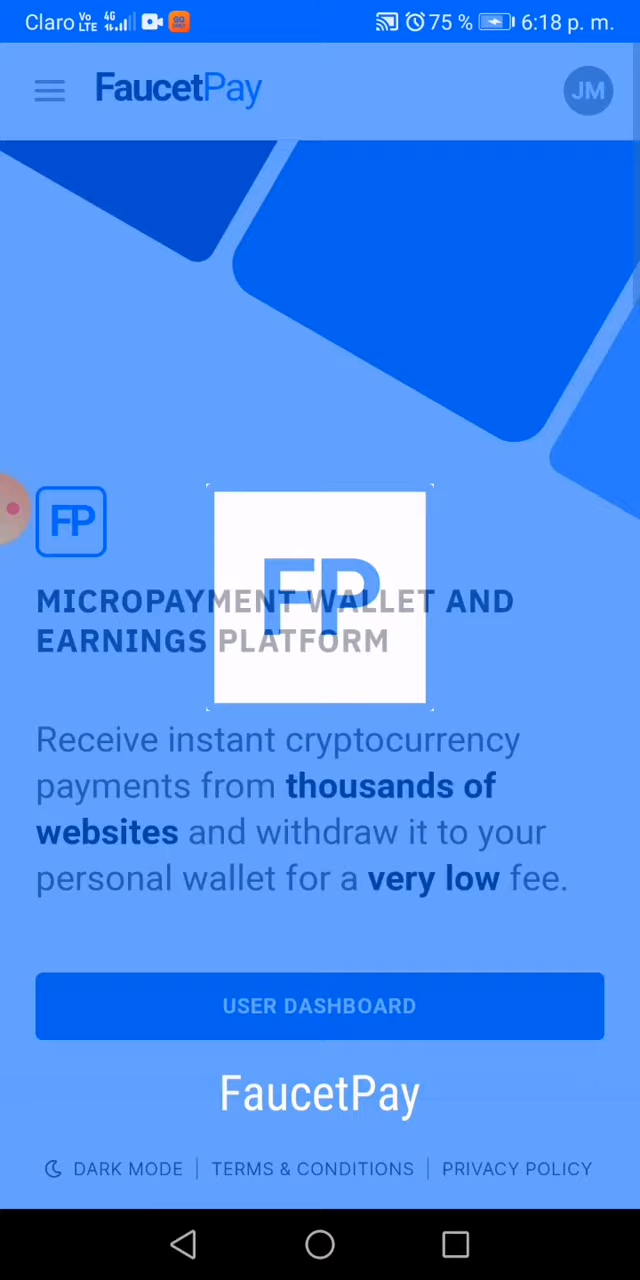 Claro Vo LTE 4G 75 % 6:18 p. m.
FaucetPay
JM
FP
FP
MICROPAYMENT WALLET AND
EARNINGS PLATFORM
Receive instant cryptocurrency
payments from thousands of
websites and withdraw it to your
personal wallet for a very low fee.
USER DASHBOARD
FaucetPay
DARK MODE | TERMS & CONDITIONS | PRIVACY POLICY